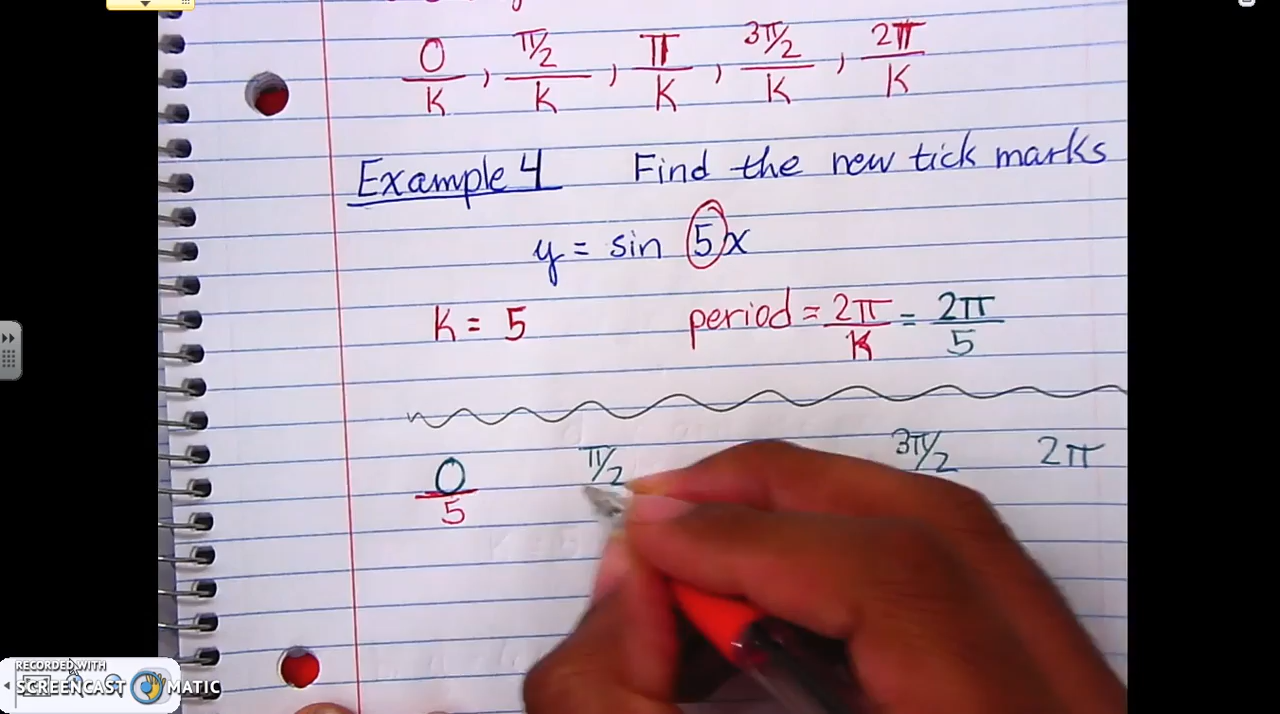 0/K , π/2/K , π/K , 3π/2/K , 2π/K
Example 4 Find the new tick marks
y = sin 5x
K = 5 period = 2π/K = 2π/5
0/5 π/2 3π/2 2π
RECORDED WITH
SCREENCAST MATIC